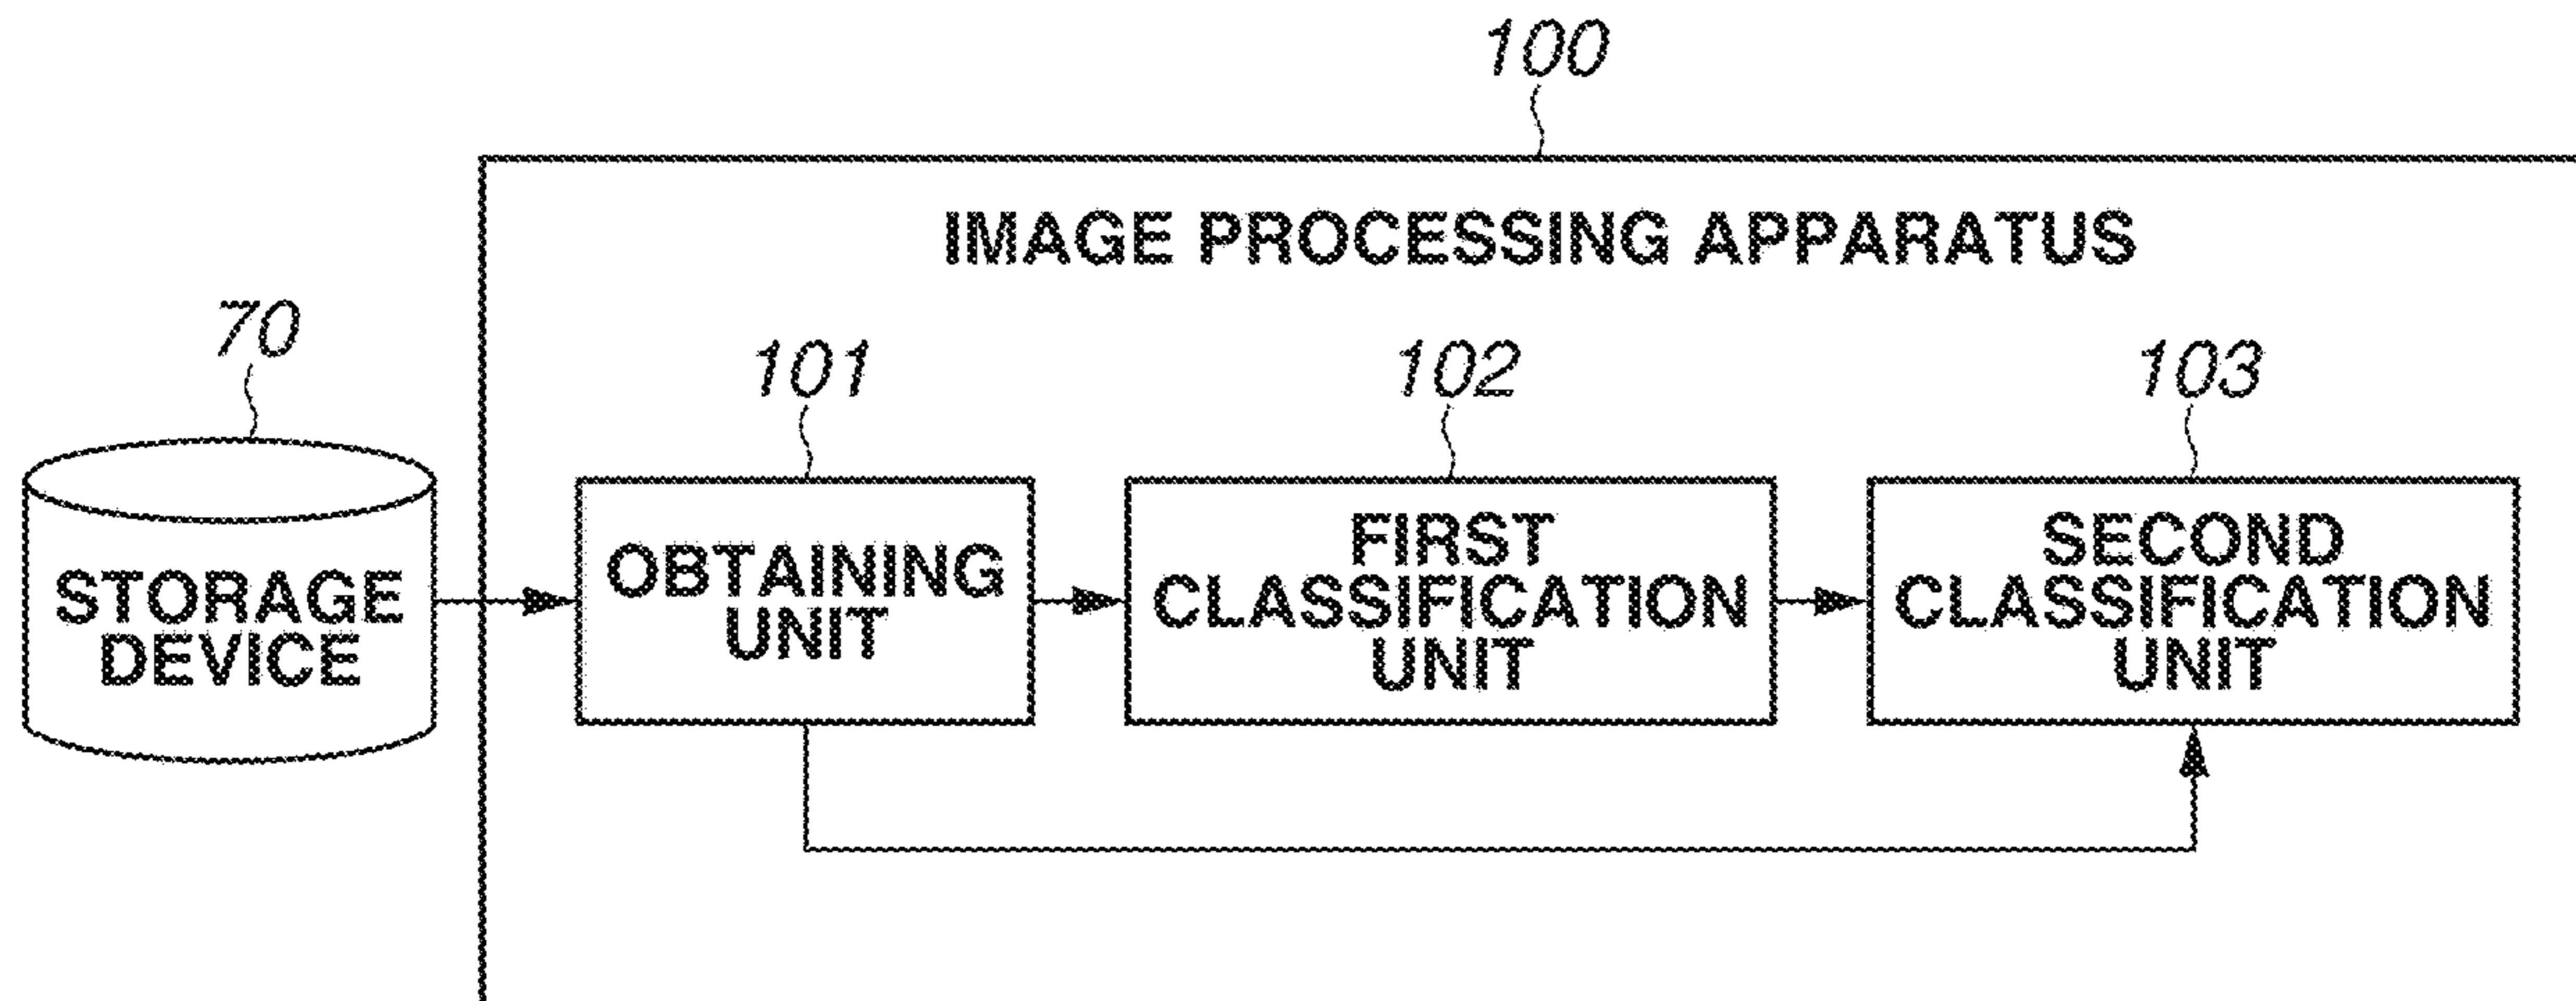 100
IMAGE PROCESSING APPARATUS
70
101
102
103
STORAGE
DEVICE
OBTAINING
UNIT
FIRST
CLASSIFICATION
UNIT
SECOND
CLASSIFICATION
UNIT